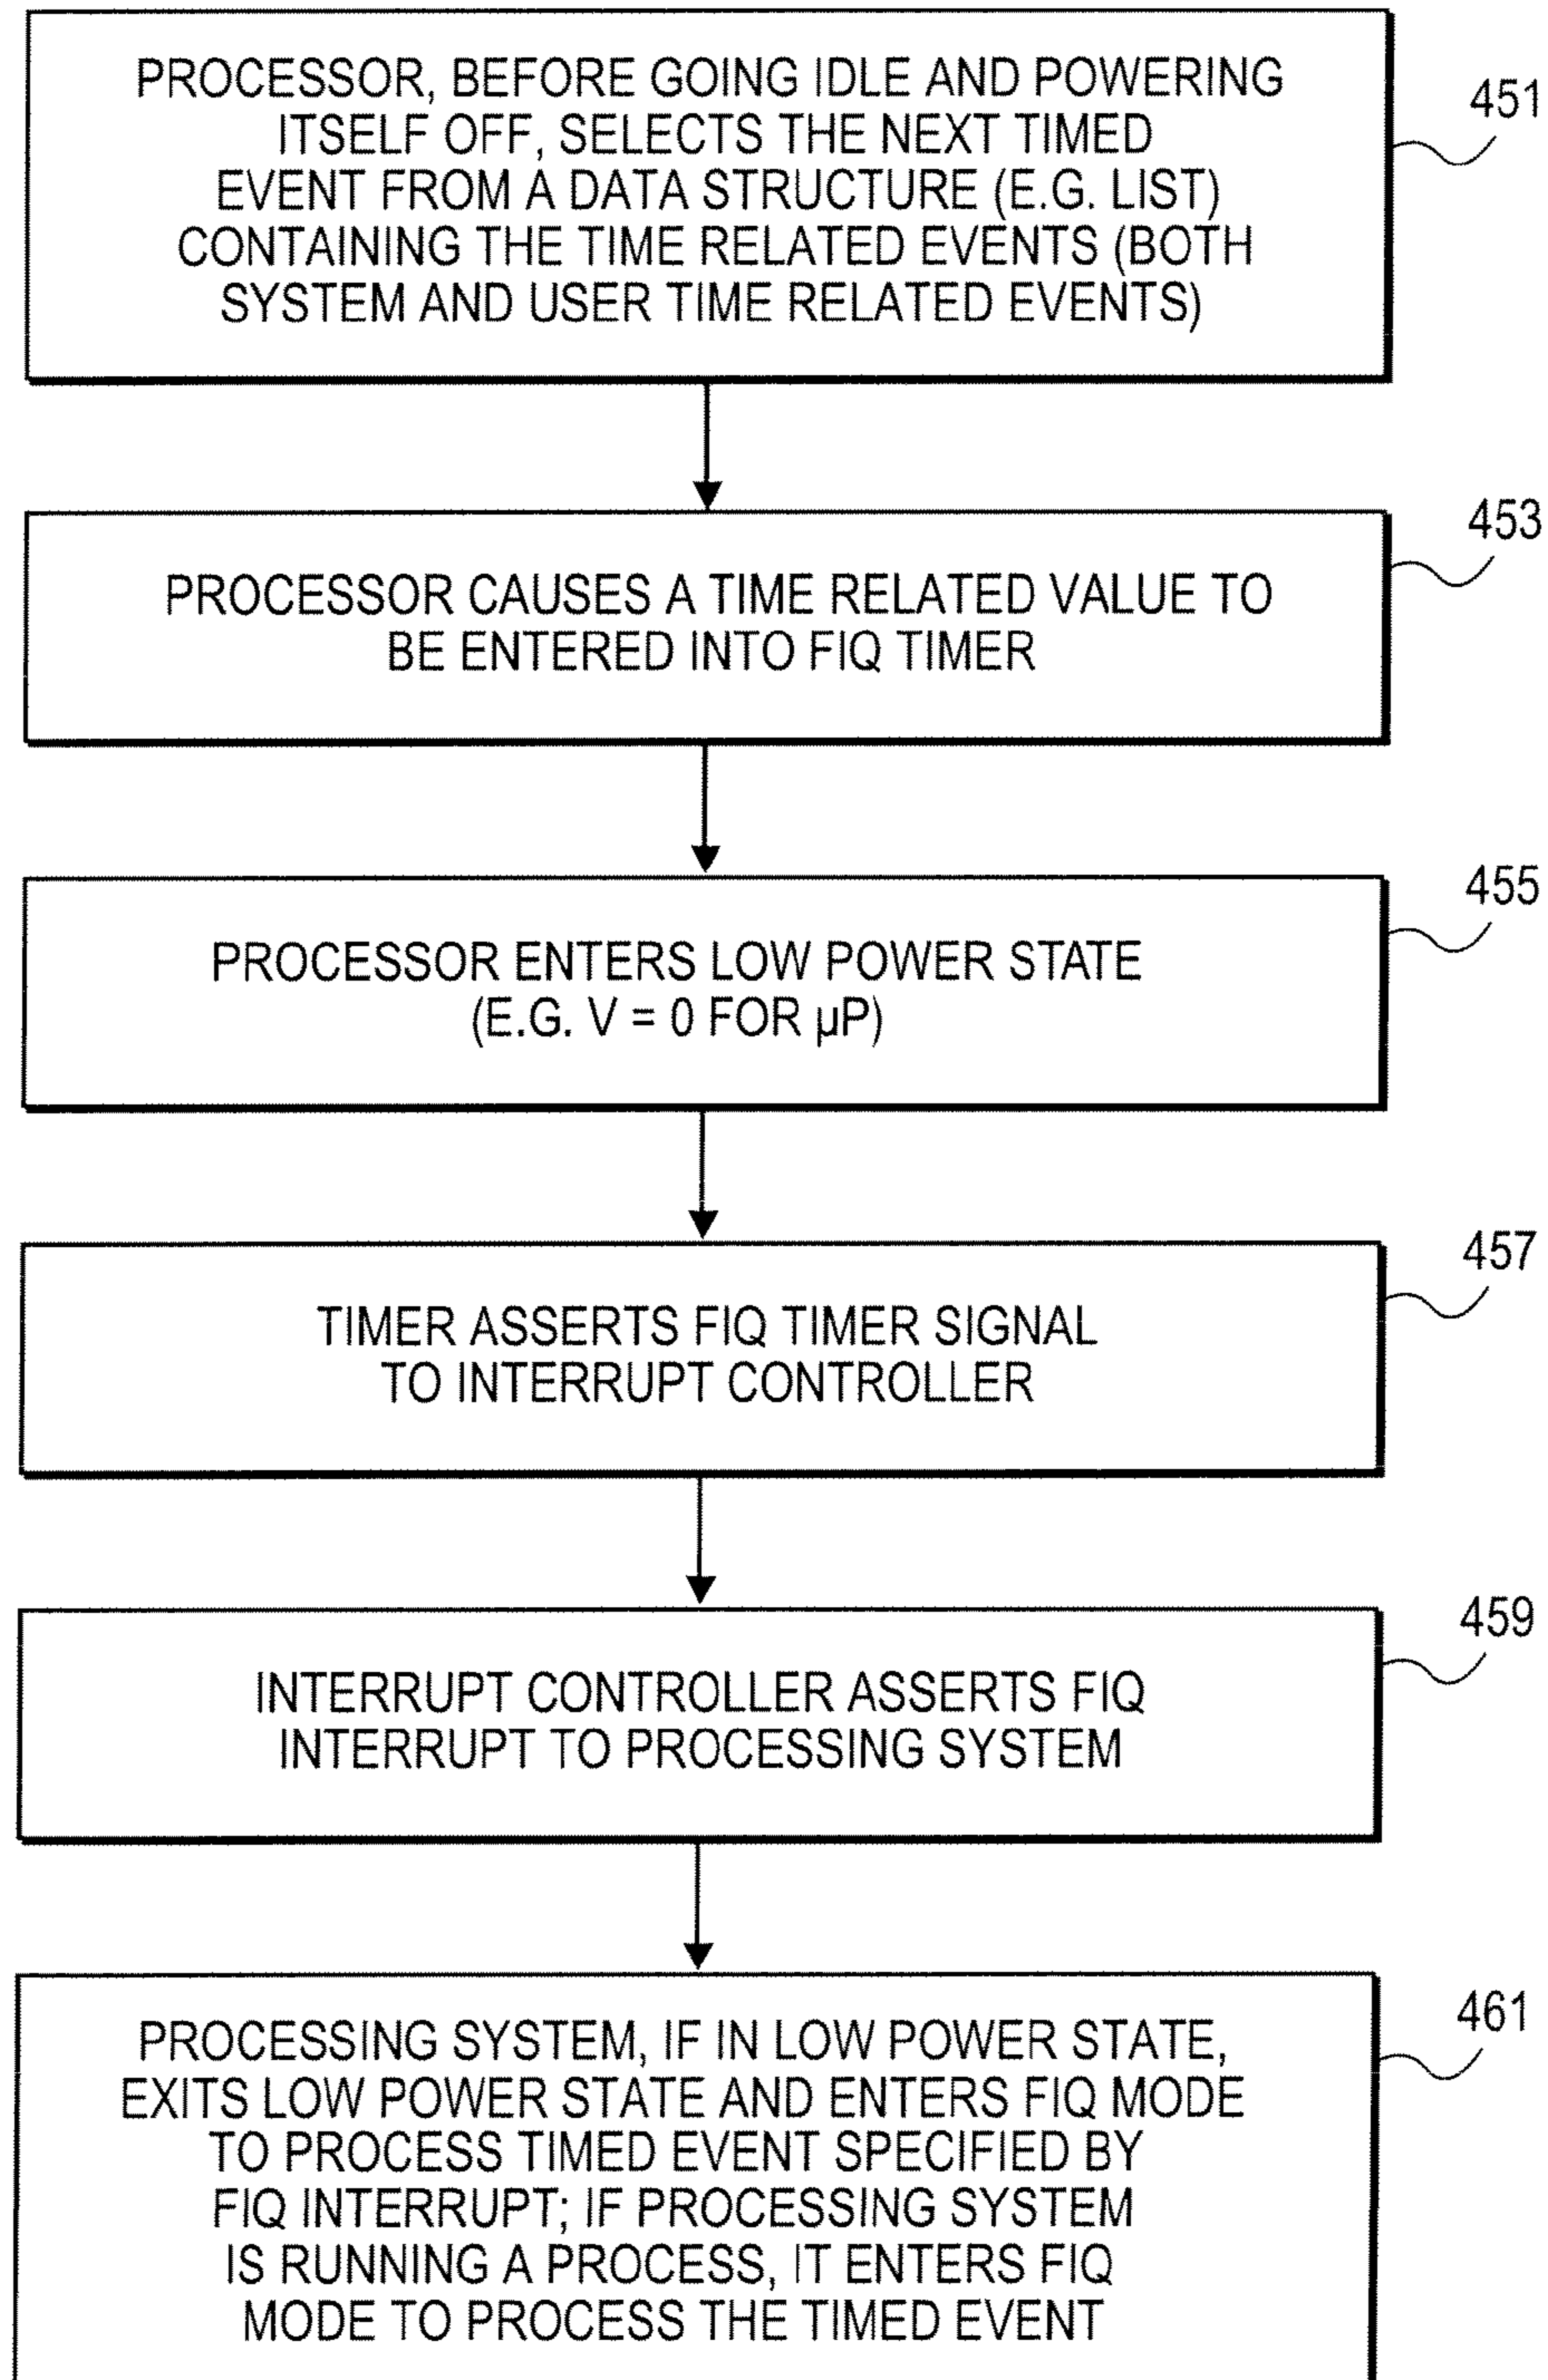 PROCESSOR, BEFORE GOING IDLE AND POWERING
ITSELF OFF, SELECTS THE NEXT TIMED
EVENT FROM A DATA STRUCTURE (E.G. LIST)
CONTAINING THE TIME RELATED EVENTS (BOTH
SYSTEM AND USER TIME RELATED EVENTS)
451
PROCESSOR CAUSES A TIME RELATED VALUE TO
BE ENTERED INTO FIQ TIMER
453
PROCESSOR ENTERS LOW POWER STATE
(E.G. V = 0 FOR µP)
455
TIMER ASSERTS FIQ TIMER SIGNAL
TO INTERRUPT CONTROLLER
457
INTERRUPT CONTROLLER ASSERTS FIQ
INTERRUPT TO PROCESSING SYSTEM
459
PROCESSING SYSTEM, IF IN LOW POWER STATE,
EXITS LOW POWER STATE AND ENTERS FIQ MODE
TO PROCESS TIMED EVENT SPECIFIED BY
FIQ INTERRUPT; IF PROCESSING SYSTEM
IS RUNNING A PROCESS, IT ENTERS FIQ
MODE TO PROCESS THE TIMED EVENT
461